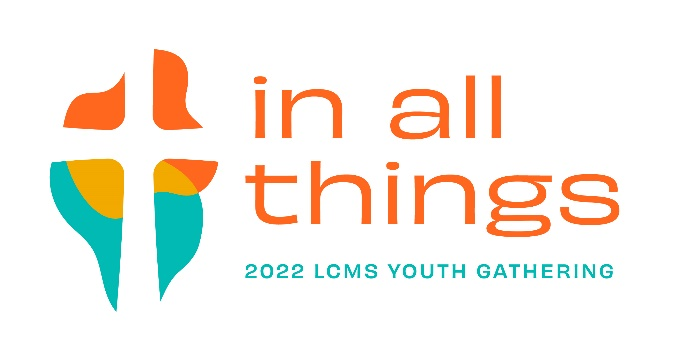 in all
things
2022 LCMS YOUTH GATHERING